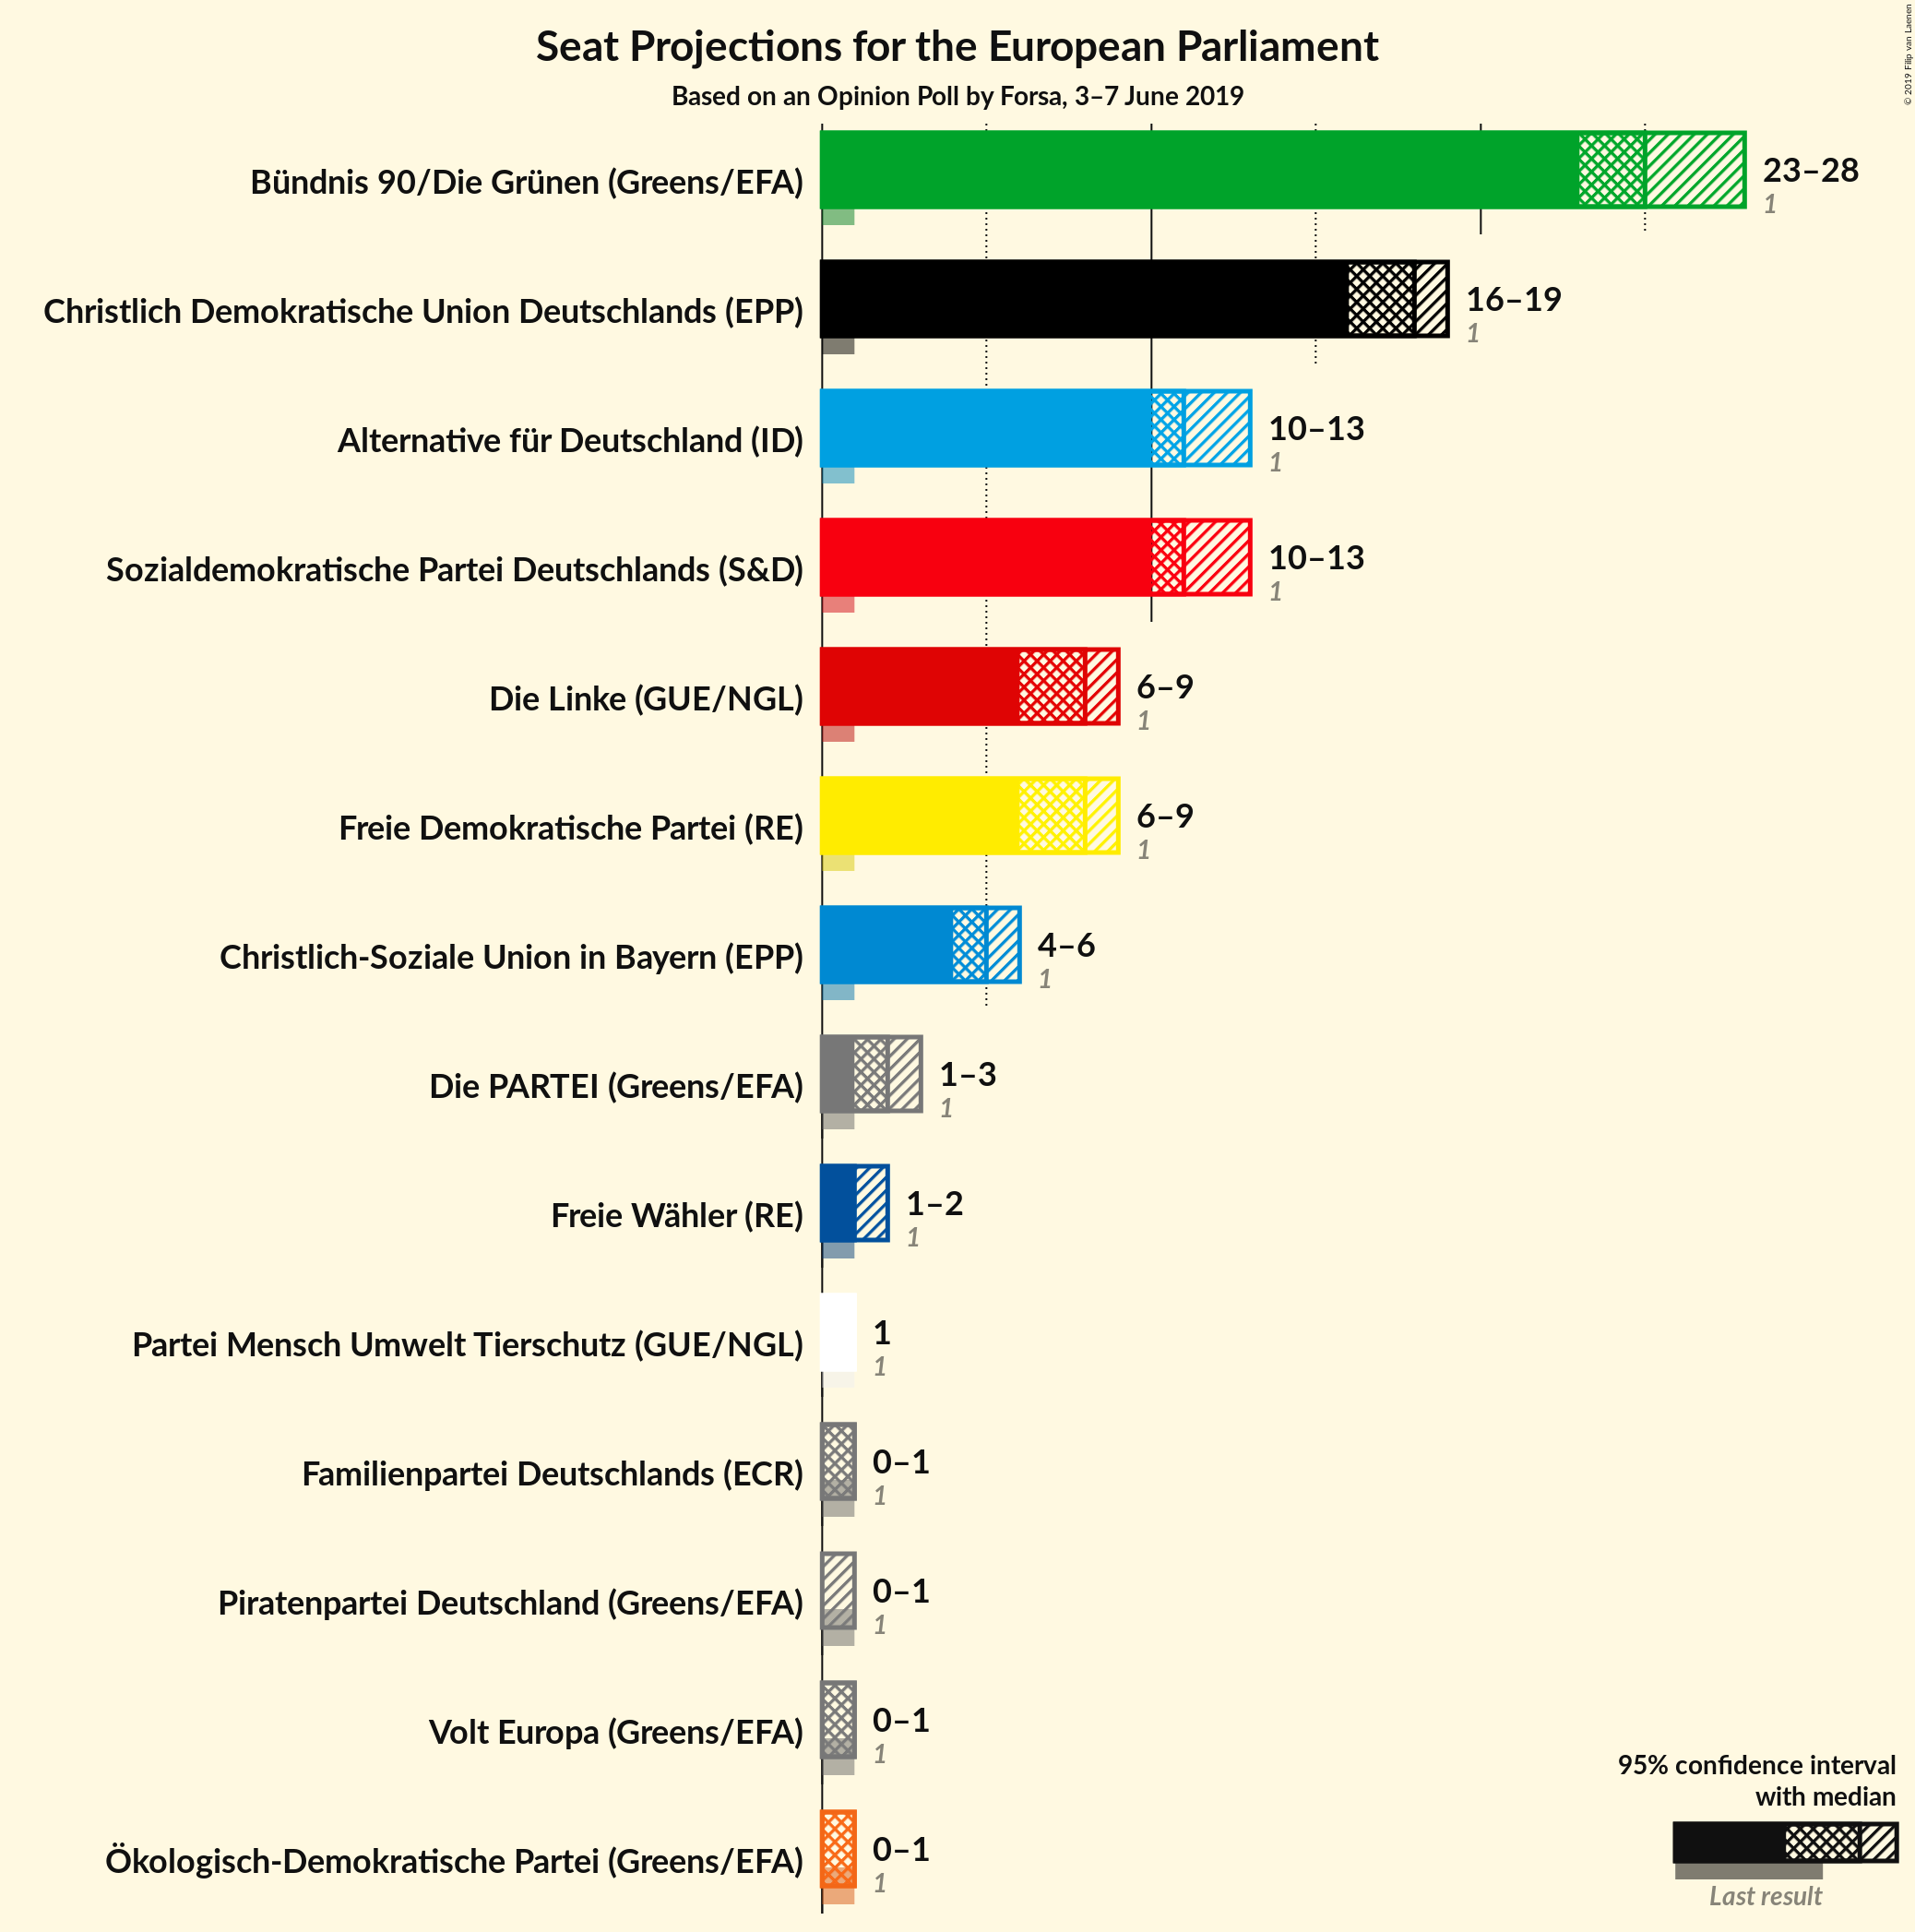 Seat Projections for the European Parliament
Based on an Opinion Poll by Forsa, 3–7 June 2019
© 2019 Filip van Laenen
Bündnis 90/Die Grünen (Greens/EFA)
23–28
1
Christlich Demokratische Union Deutschlands (EPP)
16–19
1
Alternative für Deutschland (ID)
10–13
1
Sozialdemokratische Partei Deutschlands (S&D)
10–13
1
Die Linke (GUE/NGL)
6–9
1
Freie Demokratische Partei (RE)
6–9
1
Christlich-Soziale Union in Bayern (EPP)
4–6
1
Die PARTEI (Greens/EFA)
1–3
1
Freie Wähler (RE)
1–2
1
Partei Mensch Umwelt Tierschutz (GUE/NGL)
1
1
Familienpartei Deutschlands (ECR)
0–1
1
Piratenpartei Deutschland (Greens/EFA)
0–1
1
Volt Europa (Greens/EFA)
0–1
1
Ökologisch-Demokratische Partei (Greens/EFA)
0–1
1
95% confidence interval
with median
Last result